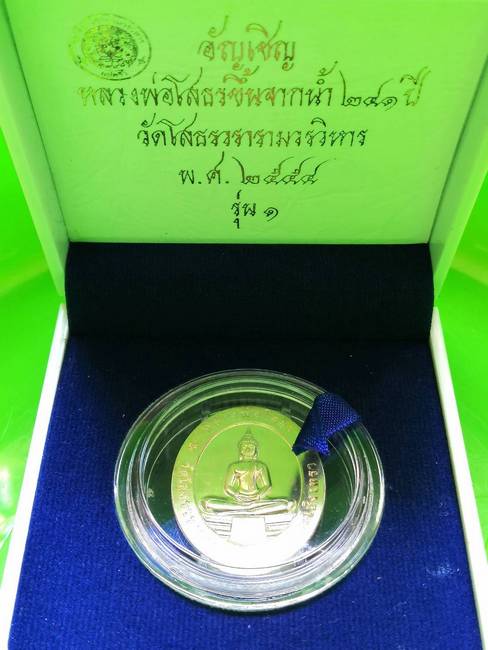 อัญเชิญ
หลวงพ่อโสธรขึ้นจากน้ำ ๒๔๑ ปี
วัดโสธรวรารามวรวิหาร
พ.ศ. ๒๕๕๔
รุ่น ๑